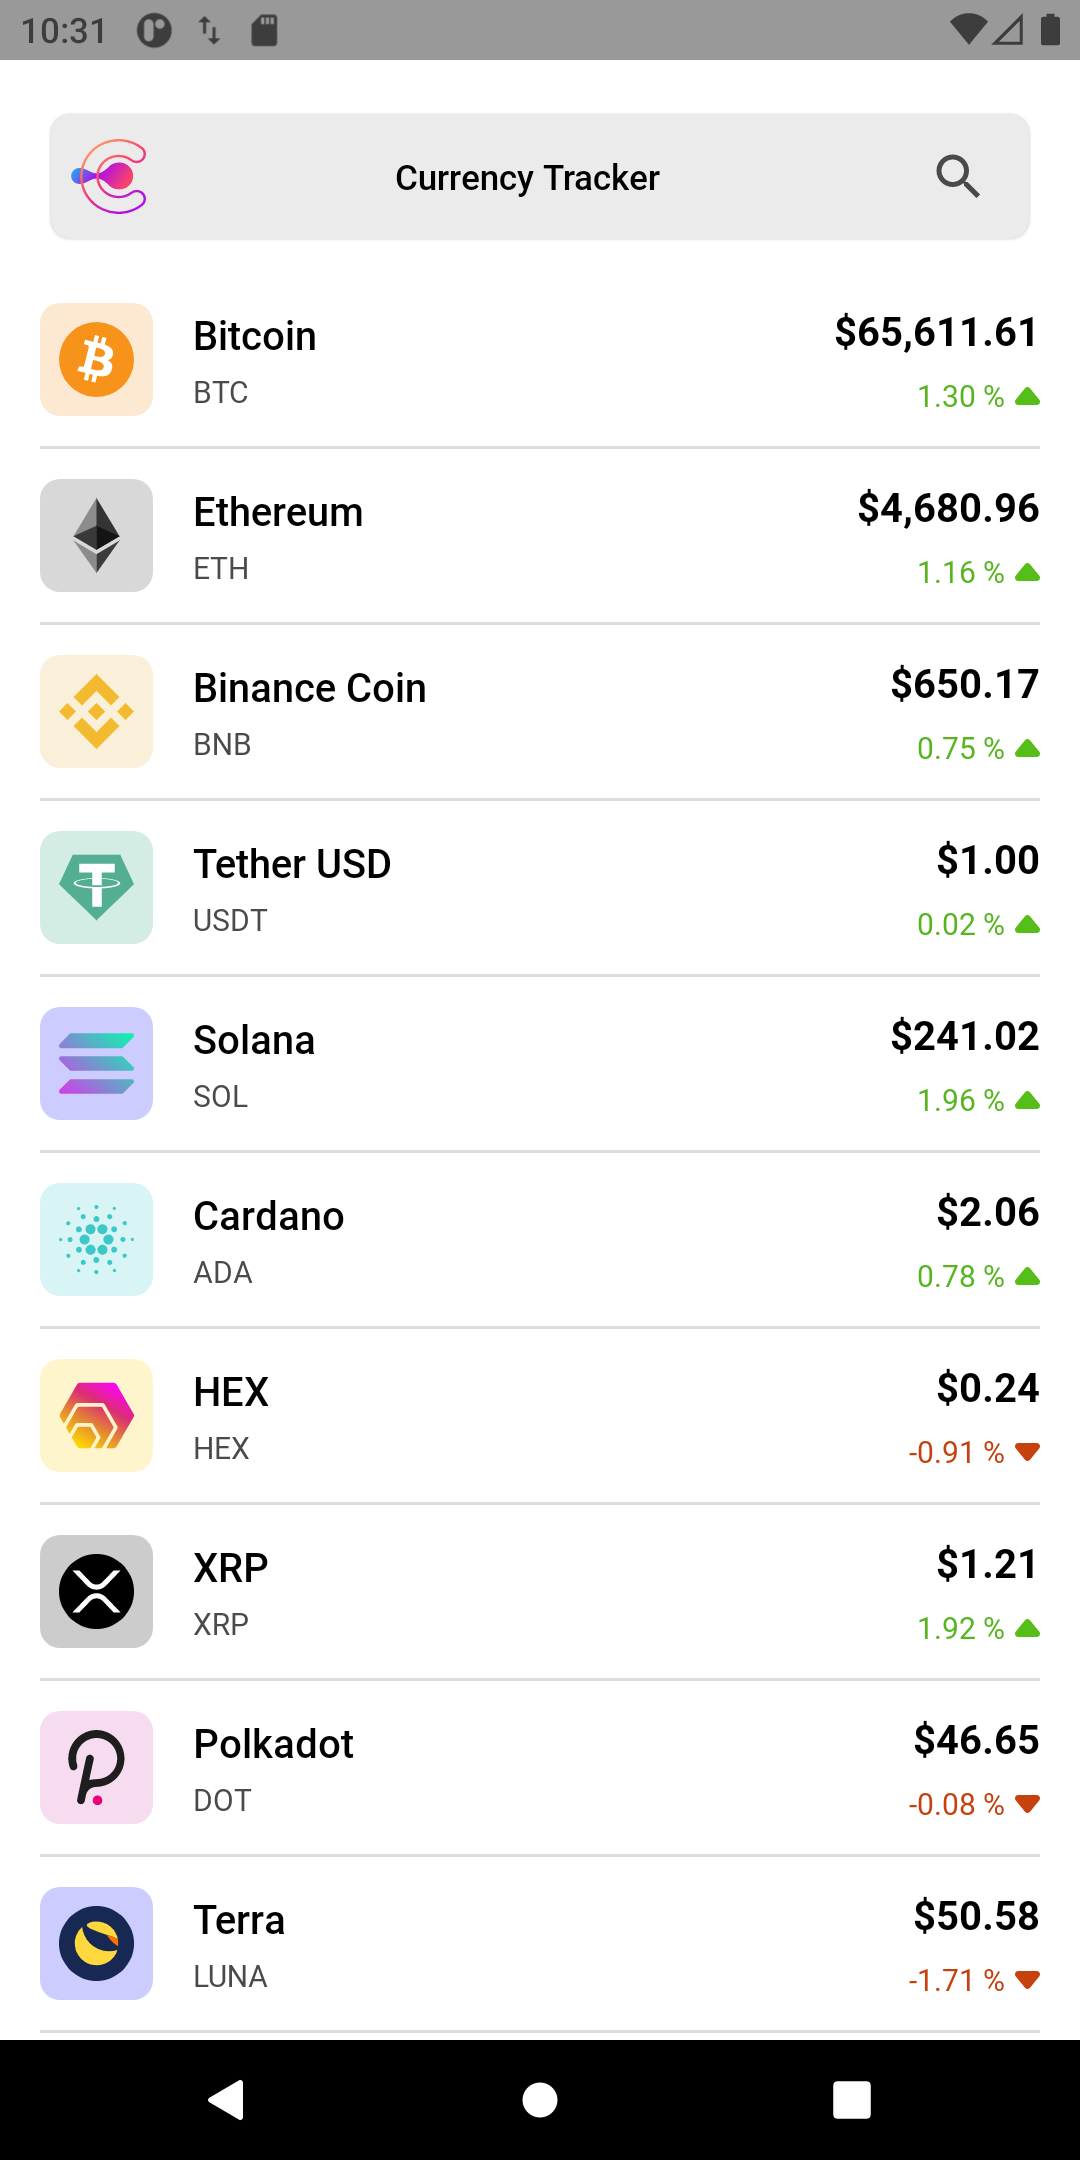 10:31
Currency Tracker
Bitcoin
$65,611.61
BTC
1.30 %
Ethereum
$4,680.96
ETH
1.16 %
Binance Coin
$650.17
BNB
0.75 %
Tether USD
$1.00
USDT
0.02 %
Solana
$241.02
SOL
1.96 %
Cardano
$2.06
ADA
0.78 %
HEX
$0.24
HEX
-0.91 %
XRP
$1.21
XRP
1.92 %
Polkadot
$46.65
DOT
-0.08 %
Terra
$50.58
LUNA
-1.71 %